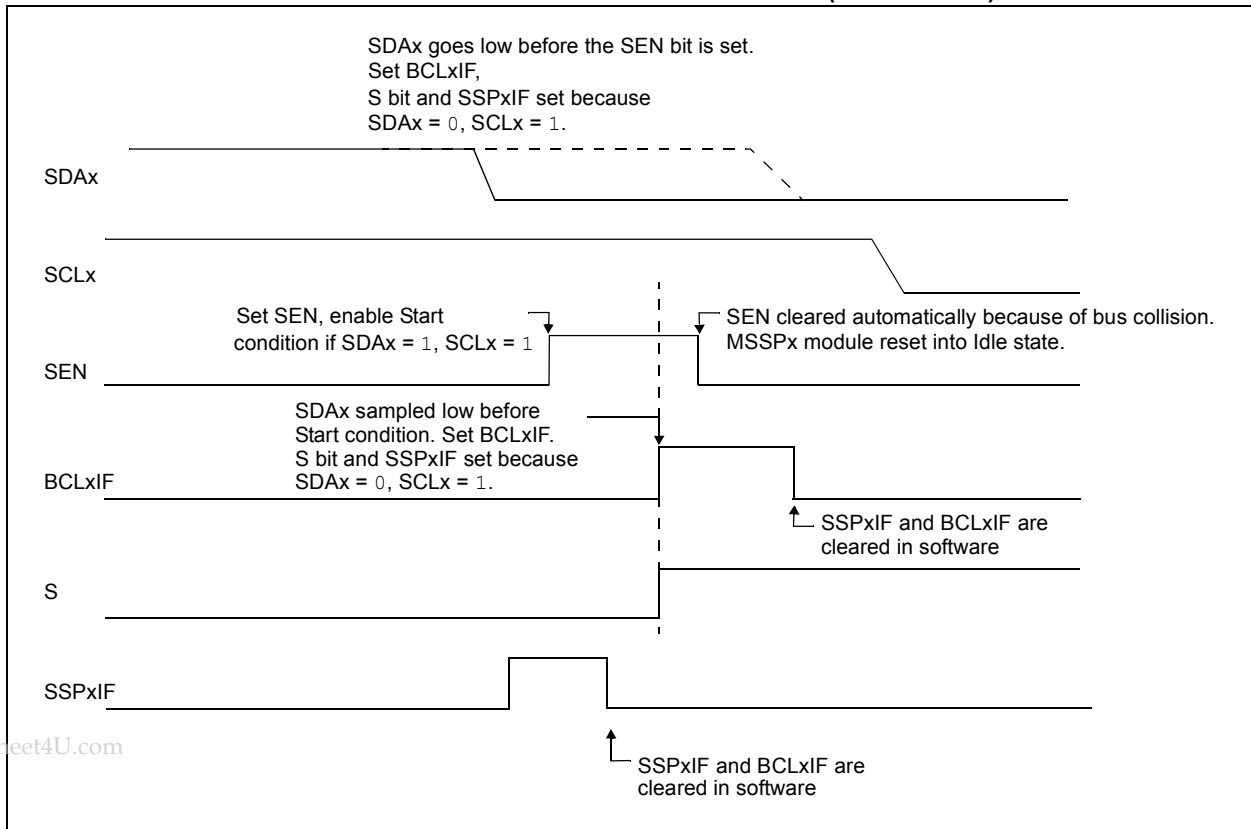 SDAx goes low before the SEN bit is set.
Set BCLxIF,
S bit and SSPxIF set because
SDAx = 0, SCLx = 1.
SDAx
SCLx
Set SEN, enable Start
condition if SDAx = 1, SCLx = 1
SEN cleared automatically because of bus collision.
MSSPx module reset into Idle state.
SEN
SDAx sampled low before
Start condition. Set BCLxIF.
S bit and SSPxIF set because
SDAx = 0, SCLx = 1.
BCLxIF
SSPxIF and BCLxIF are
cleared in software
S
SSPxIF
SSPxIF and BCLxIF are
cleared in software
heet4U.com